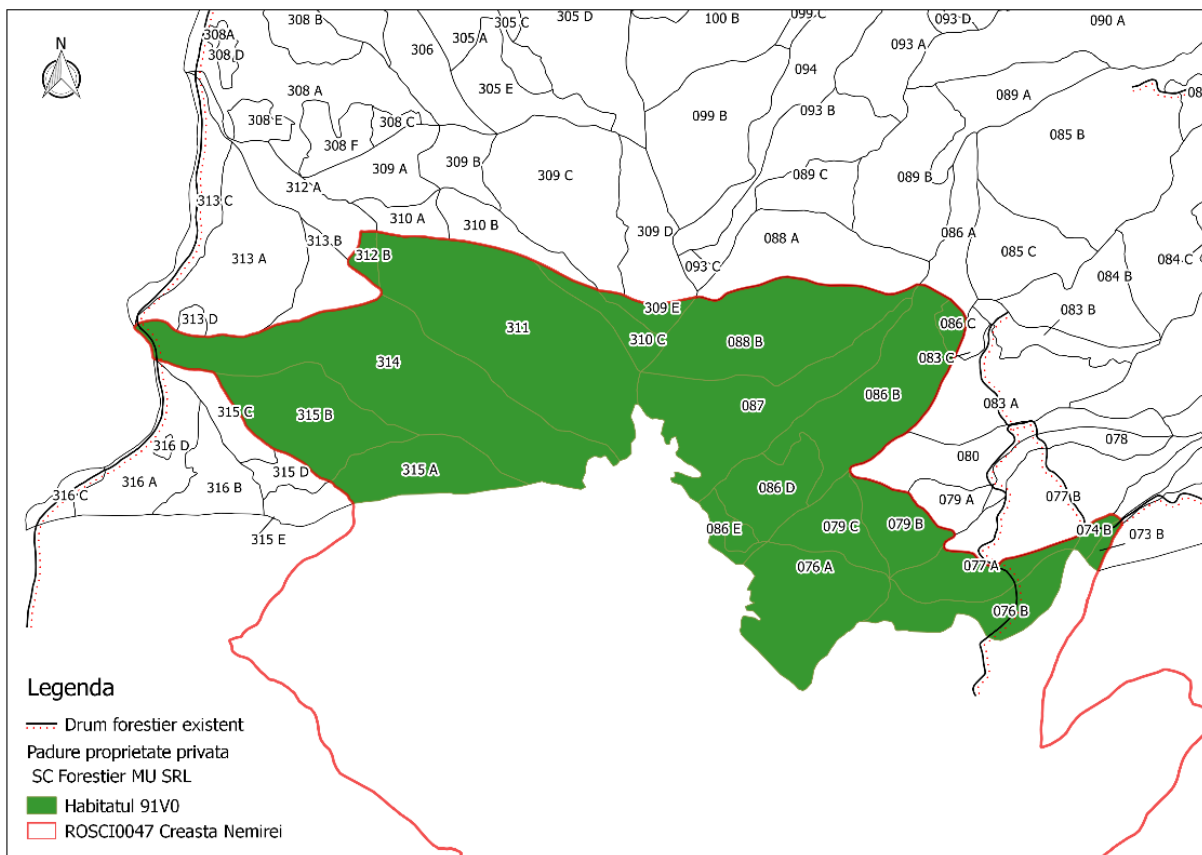 308 B
305 C
305 D
100 B
099 C
093 D
090 A
308A
308 D
306
305 A
093 A
094
308 A
305 E
089 A
08
308 E
308 C
099 B
093 B
085 B
308 F
309 A
309 B
309 C
089 C
089 B
312 A
313 C
310 A
310 B
309 D
086 A
313 B
088 A
085 C
313 A
312 B
093 C
084 B
084 C
309 E
083 B
313 D
311
310 C
088 B
086 C
083 C
314
086 B
315 C
315 B
087
083 A
316 D
078
080
315 D
315 A
316 C
316 A
316 B
086 D
079 A
077 B
315 E
086 E
079 C
079 B
074 B
073 B
076 A
077 A
076 B
N
Legenda
Drum forestier existent
Padure proprietate privata
SC Forestier MU SRL
Habitatul 91V0
ROSCI0047 Creasta Nemirei